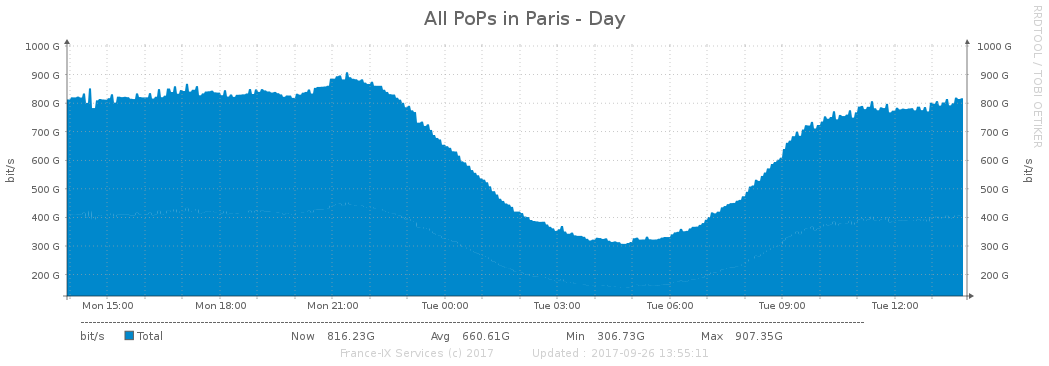 All PoPs in Paris - Day
RRDTOOL / TOBI OETIKER
1000 G 1000 G
900 G 900 G
800 G 800 G
700 G 700 G
600 G 600 G
500 G 500 G
400 G 400 G
300 G 300 G
200 G 200 G
bit/s bit/s
Mon 15:00 Mon 18:00 Mon 21:00 Tue 00:00 Tue 03:00 Tue 06:00 Tue 09:00 Tue 12:00
bit/s Total Now 816.23G Avg 660.61G Min 306.73G Max 907.35G
France-IX Services (c) 2017 Updated : 2017-09-26 13:55:11